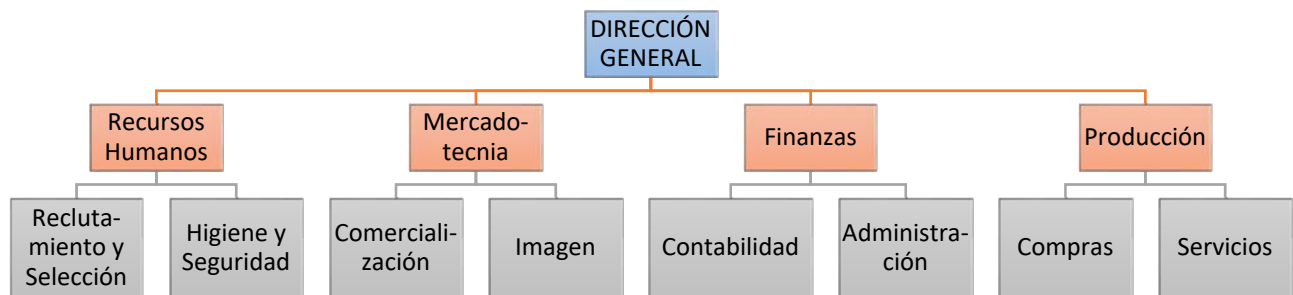 DIRECCIÓN
GENERAL
Recursos
Humanos
Mercado-
tecnia
Finanzas
Producción
Recluta-
miento y
Selección
Higiene y
Seguridad
Comerciali-
zación
Imagen
Contabilidad
Administra-
ción
Compras
Servicios